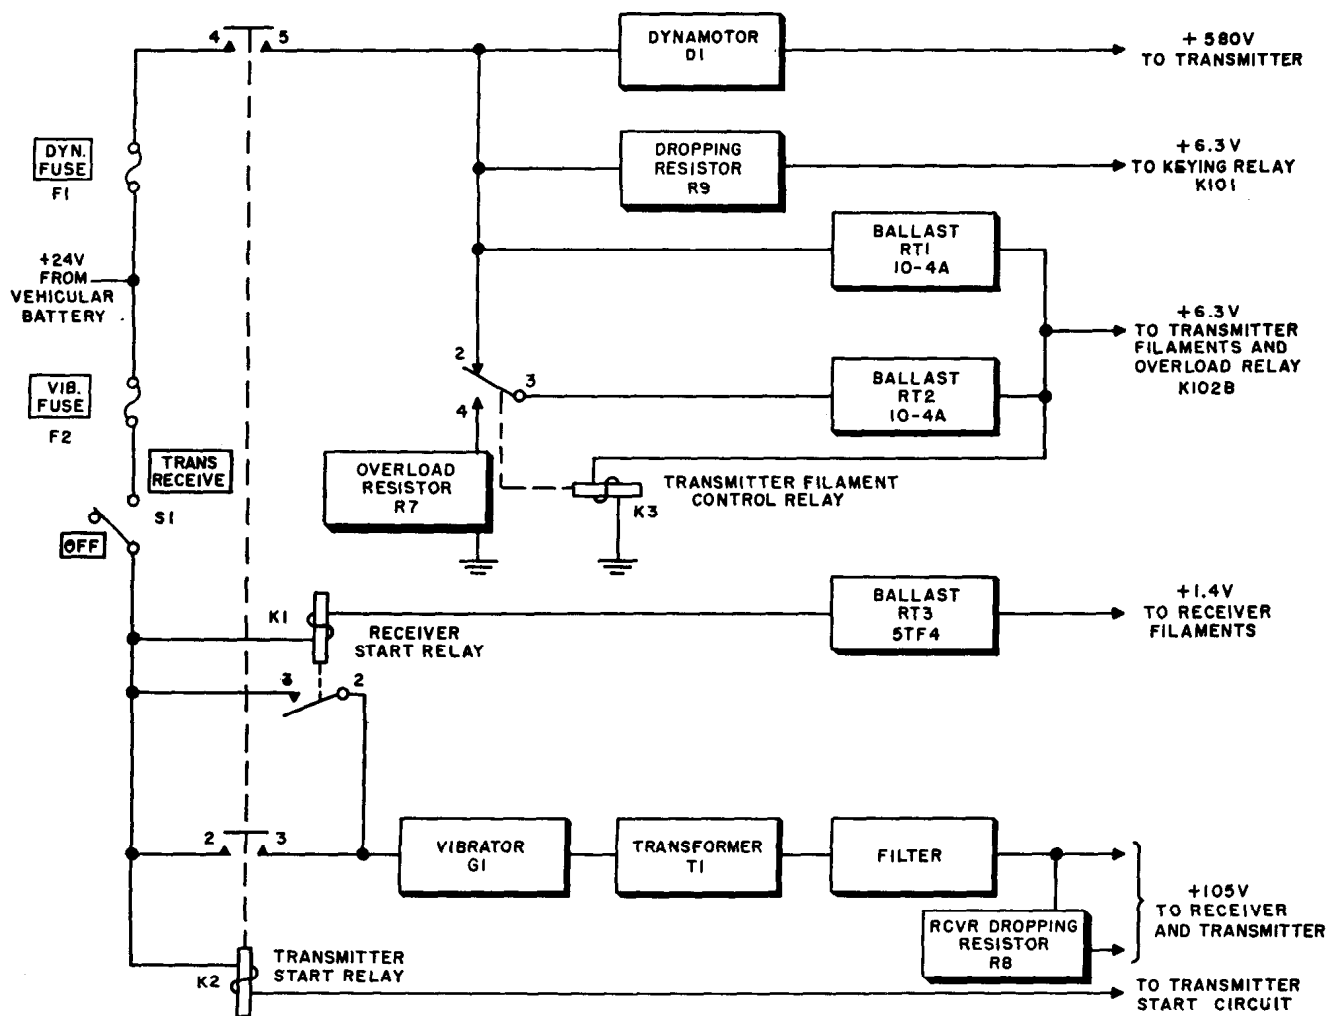 4
5
DYNAMOTOR
D1
+ 580V
TO TRANSMITTER
DYN.
FUSE
F1
DROPPING
RESISTOR
R9
+6.3V
TO KEYING RELAY
K101
BALLAST
RT1
10-4A
+24V
FROM
VEHICULAR
BATTERY
+6.3V
TO TRANSMITTER
FILAMENTS AND
OVERLOAD RELAY
K102B
2
3
4
BALLAST
RT2
10-4A
VIB.
FUSE
F2
TRANS
RECEIVE
S1
OFF
OVERLOAD
RESISTOR
R7
TRANSMITTER FILAMENT
CONTROL RELAY
K3
K1
RECEIVER
START RELAY
BALLAST
RT3
5TF4
+1.4V
TO RECEIVER
FILAMENTS
3
2
2
3
VIBRATOR
G1
TRANSFORMER
T1
FILTER
+105V
TO RECEIVER
AND TRANSMITTER
RCVR DROPPING
RESISTOR
R8
K2
TRANSMITTER
START RELAY
TO TRANSMITTER
START CIRCUIT